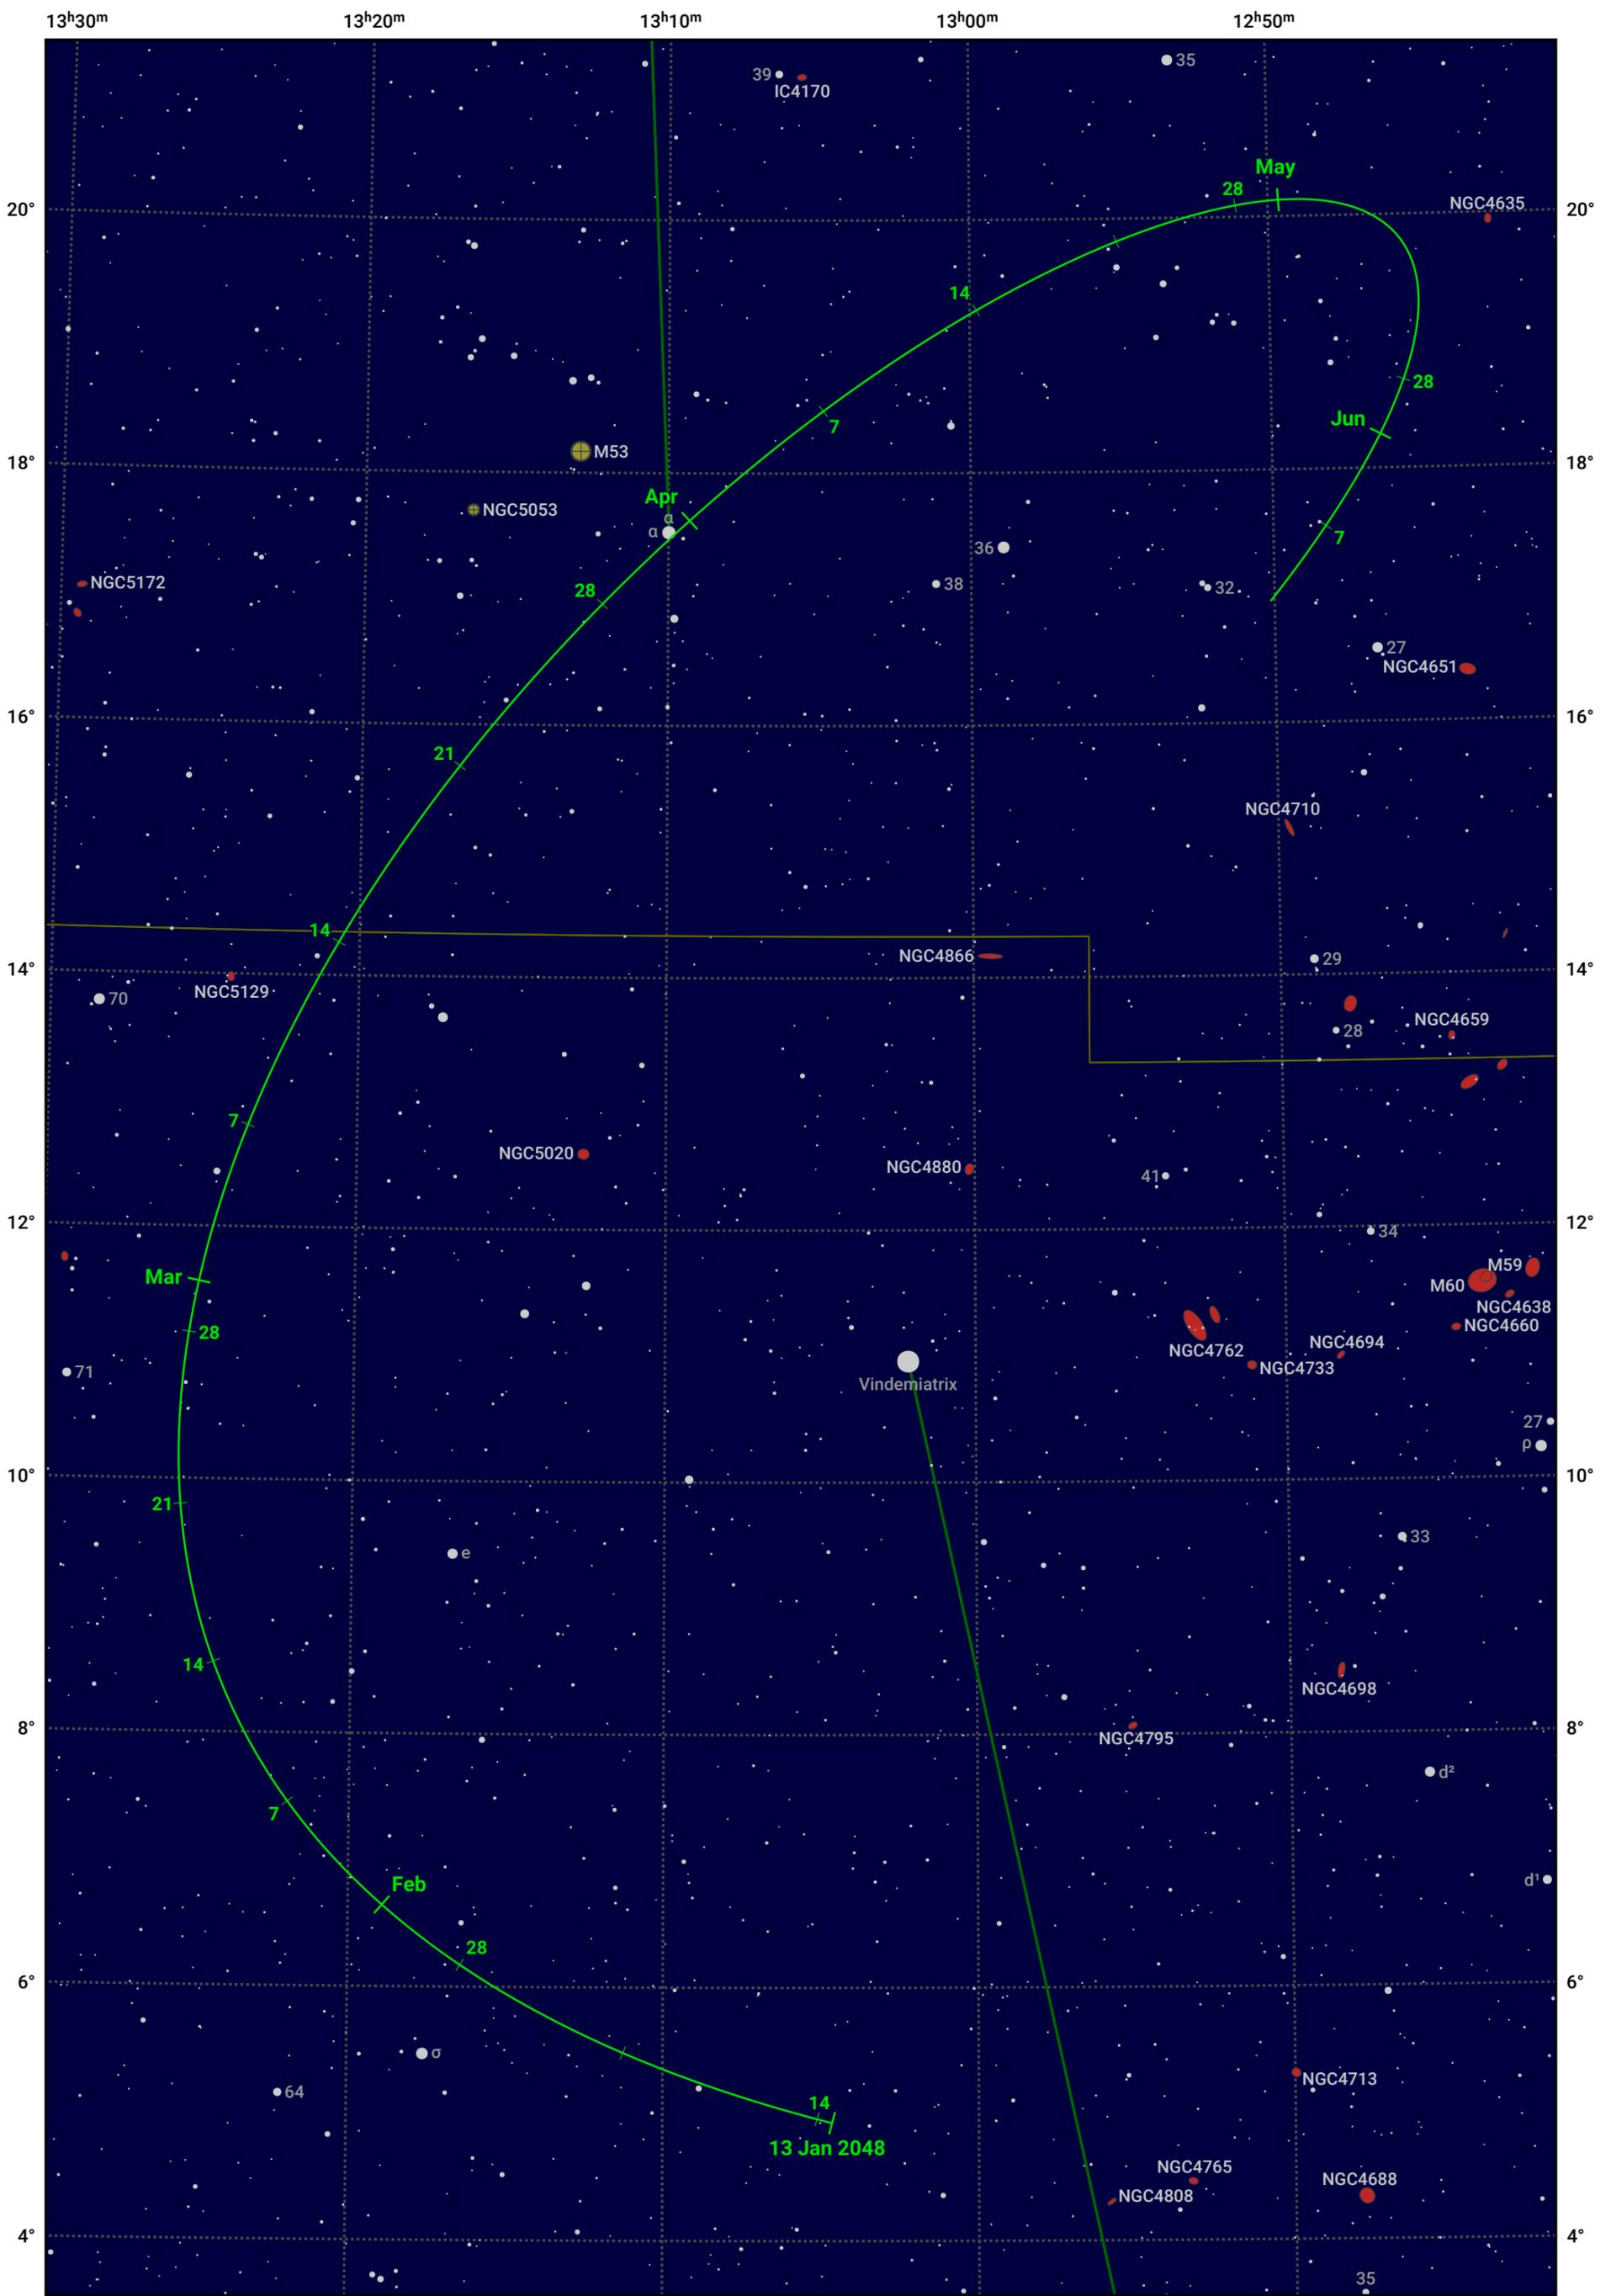 13ʰ30ᵐ 13ʰ20ᵐ 13ʰ10ᵐ 13ʰ00ᵐ 12ʰ50ᵐ
39
IC4170
35
May
28
NGC4635
20° 20°
14
28
Jun
7
M53
18° 18°
Apr
α
α
NGC5053
36
7
NGC5172
28
38
32
27
NGC4651
16° 16°
21
NGC4710
14
NGC4866
29
14° 14°
NGC5129
70
NGC4659
28
7
NGC5020
NGC4880
41
12° 12°
34
M59
Mar
M60
NGC4638
NGC4660
28
NGC4694
NGC4762
NGC4733
71
Vindemiatrix
27
ρ
10° 10°
21
33
e
14
NGC4698
8° 8°
NGC4795
d²
7
d¹
Feb
28
6° 6°
σ
NGC4713
64
14
13 Jan 2048
NGC4765
NGC4688
NGC4808
4° 4°
35